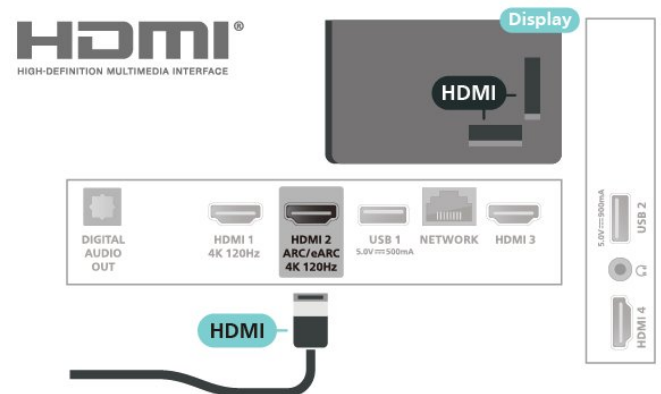 HDMI®
HIGH-DEFINITION MULTIMEDIA INTERFACE
Display
HDMI
DIGITAL
AUDIO
OUT
HDMI 1
4K 120Hz
HDMI 2
ARC/eARC
4K 120Hz
USB 1
5.0V⎓500mA
NETWORK
HDMI 3
HDMI
5.0V⎓500mA
USB 2
HDMI 4